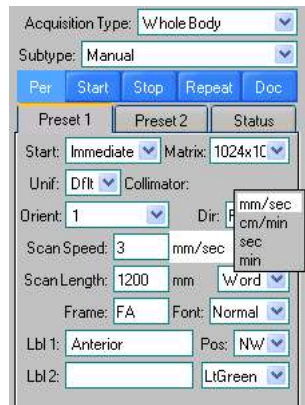 Acquisition Type: Whole Body
Subtype: Manual
Per Start Stop Repeat Doc
Preset 1 Preset 2 Status
Start: Immediate Matrix: 1024x10
Unif: Dflt Collimator:
Orient: 1 Dir:
mm/sec
cm/min
sec
min
Scan Speed: 3 mm/sec
Scan Length: 1200 mm Word
Frame: FA Font: Normal
Lbl 1: Anterior Pos: NW
Lbl 2: LtGreen